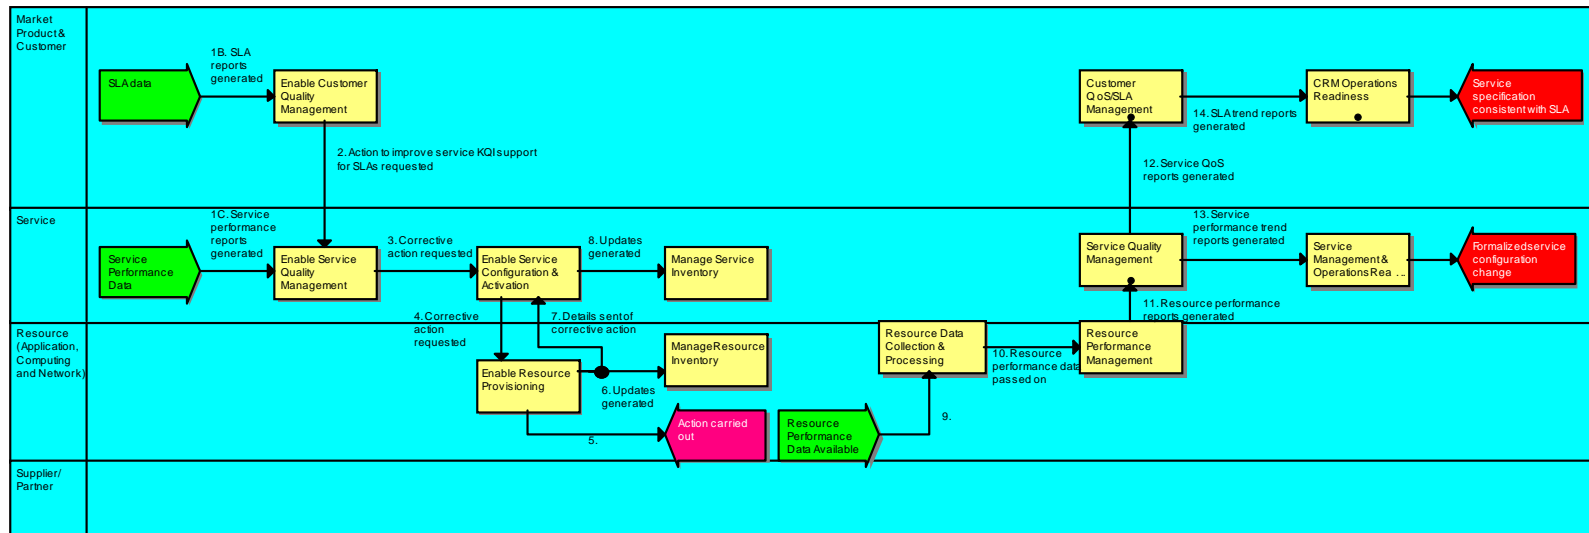 Market
Product &
Customer
SLA data
1B. SLA
reports
generated
Enable Customer
Quality
Management
2. Action to improve service KQI support
for SLAs requested
Customer
QoS/SLA
Management
14. SLA trend reports
generated
CRM Operations
Readiness
Service
specification
consistent with SLA
12. Service QoS
reports generated
Service
1C. Service
performance
reports
generated
Service
Performance
Data
Enable Service
Quality
Management
3. Corrective
action requested
Enable Service
Configuration &
Activation
8. Updates
generated
Manage Service
Inventory
Service Quality
Management
13. Service
performance trend
reports generated
Service
Management &
Operations Rea ...
Formalized service
configuration
change
4. Corrective
action
requested
7. Details sent of
corrective action
11. Resource performance
reports generated
Resource
(Application,
Computing
and Network)
Enable Resource
Provisioning
6. Updates
generated
Manage Resource
Inventory
5.
Action carried
out
Resource
Performance
Data Available
9.
Resource Data
Collection &
Processing
10. Resource
performance data
passed on
Resource
Performance
Management
Supplier/
Partner